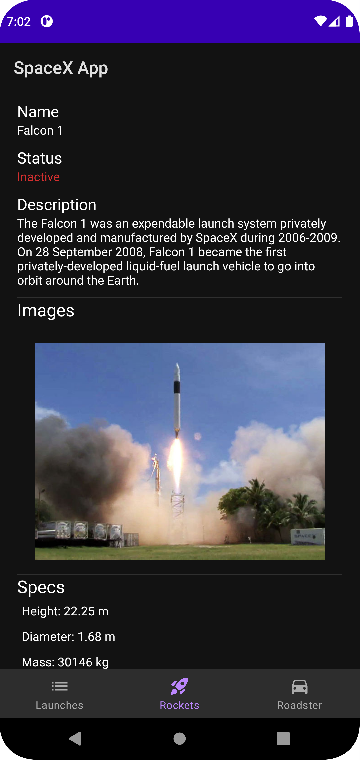 7:02
SpaceX App
Name
Falcon 1
Status
Inactive
Description
The Falcon 1 was an expendable launch system privately
developed and manufactured by SpaceX during 2006-2009.
On 28 September 2008, Falcon 1 became the first
privately-developed liquid-fuel launch vehicle to go into
orbit around the Earth.
Images
Specs
Height: 22.25 m
Diameter: 1.68 m
Mass: 30146 kg
Launches
Rockets
Roadster